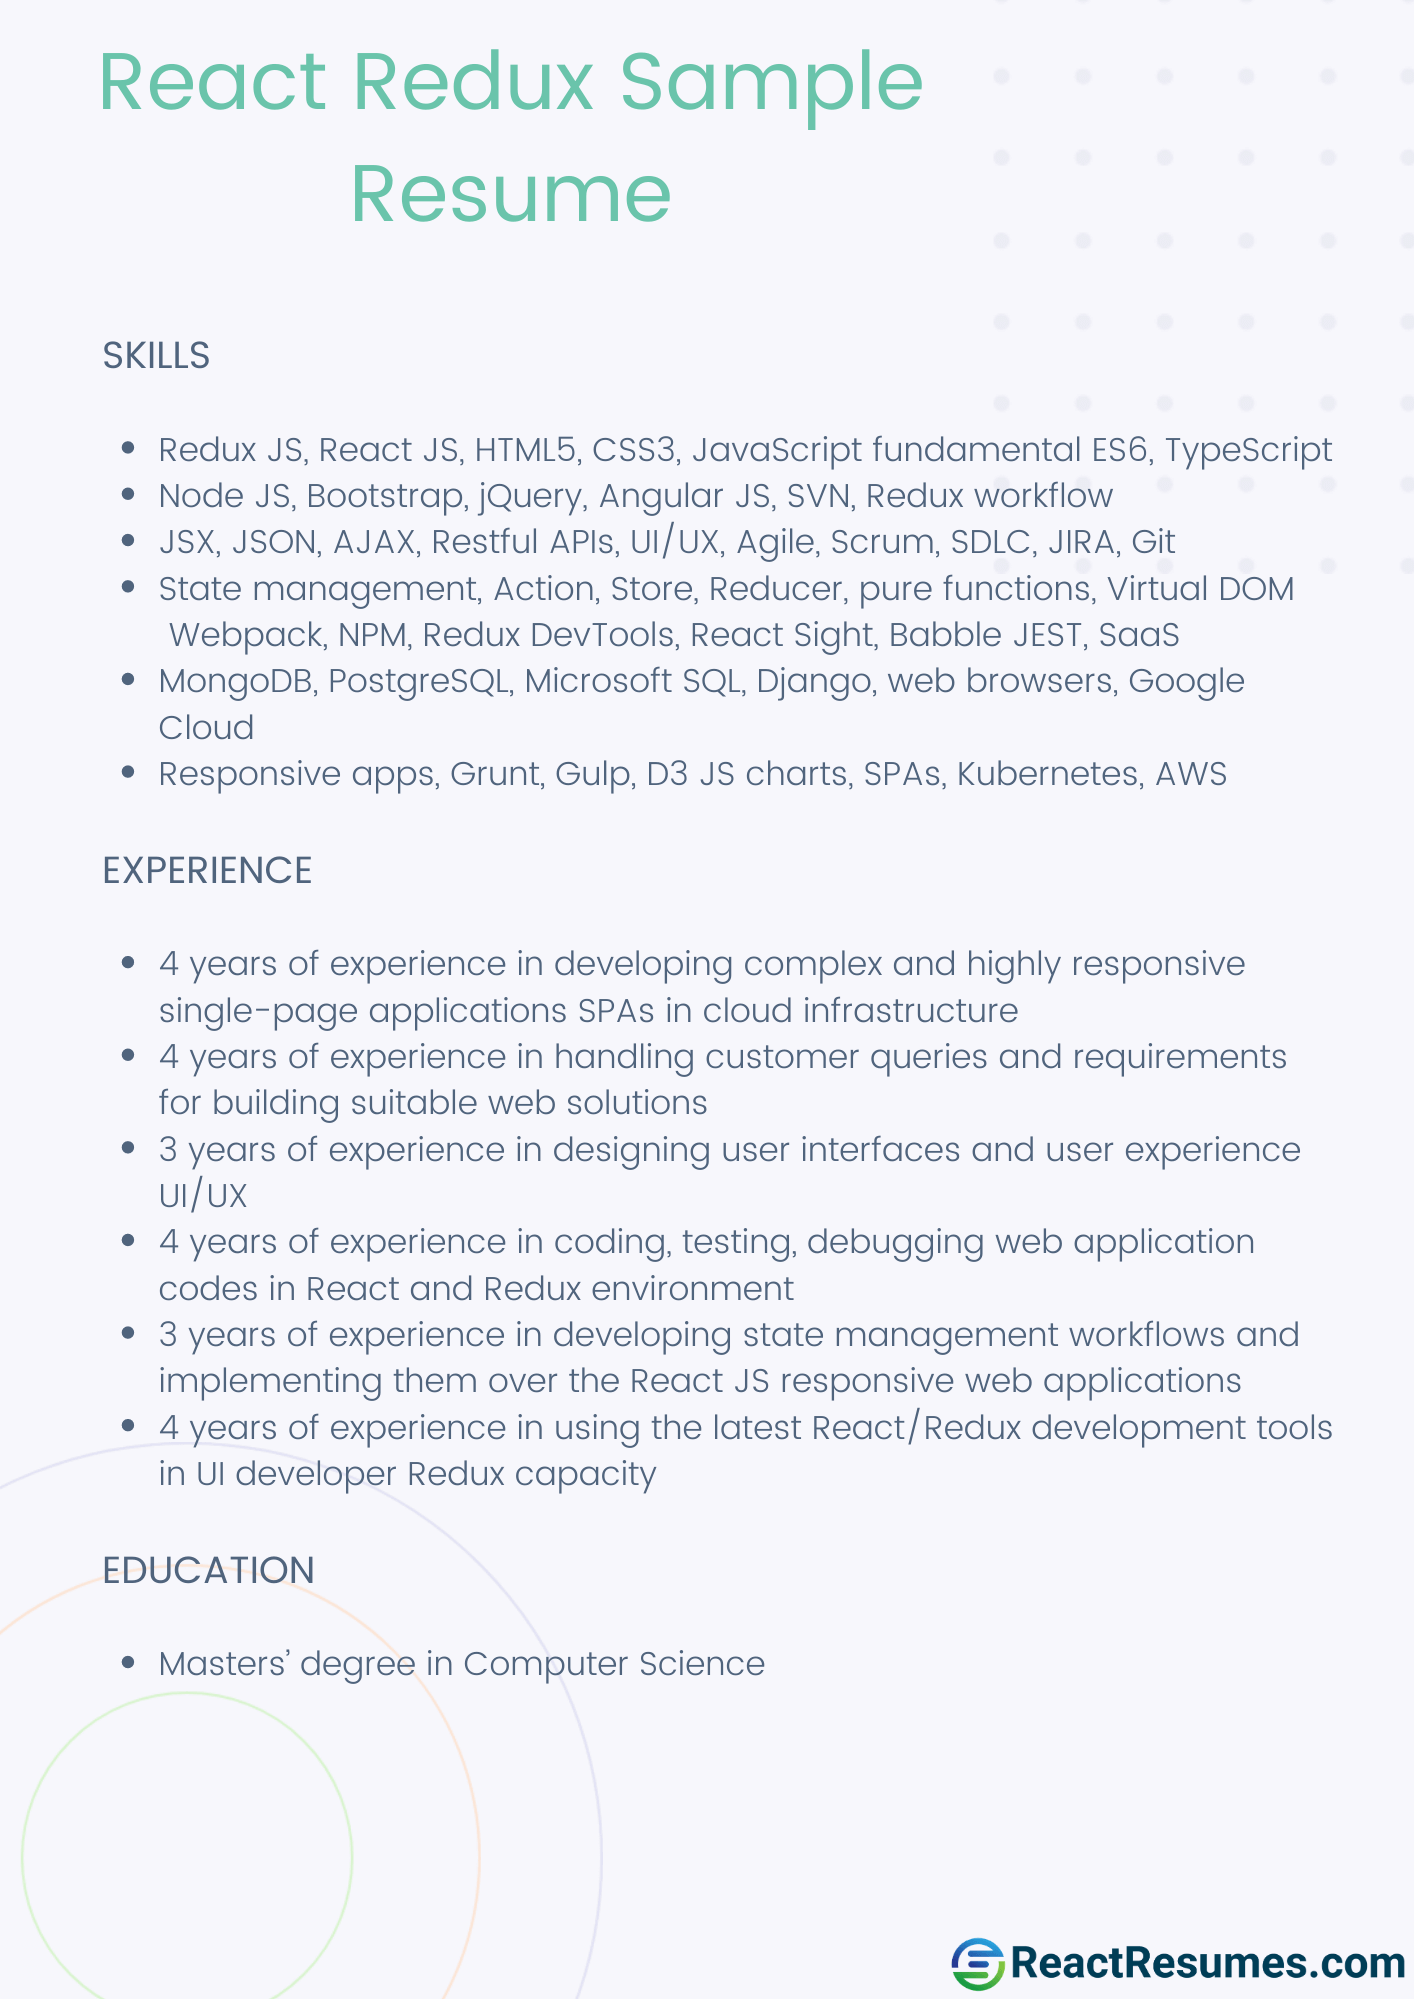 React Redux Sample
Resume
SKILLS
• Redux JS, React JS, HTML5, CSS3, JavaScript fundamental ES6, TypeScript
• Node JS, Bootstrap, jQuery, Angular JS, SVN, Redux workflow
• JSX, JSON, AJAX, Restful APIs, UI/UX, Agile, Scrum, SDLC, JIRA, Git
• State management, Action, Store, Reducer, pure functions, Virtual DOM
Webpack, NPM, Redux DevTools, React Sight, Babble JEST, SaaS
• MongoDB, PostgreSQL, Microsoft SQL, Django, web browsers, Google
Cloud
• Responsive apps, Grunt, Gulp, D3 JS charts, SPAs, Kubernetes, AWS
EXPERIENCE
• 4 years of experience in developing complex and highly responsive
single-page applications SPAs in cloud infrastructure
• 4 years of experience in handling customer queries and requirements
for building suitable web solutions
• 3 years of experience in designing user interfaces and user experience
UI/UX
• 4 years of experience in coding, testing, debugging web application
codes in React and Redux environment
• 3 years of experience in developing state management workflows and
implementing them over the React JS responsive web applications
• 4 years of experience in using the latest React/Redux development tools
in UI developer Redux capacity
EDUCATION
• Masters’ degree in Computer Science
ReactResumes.com